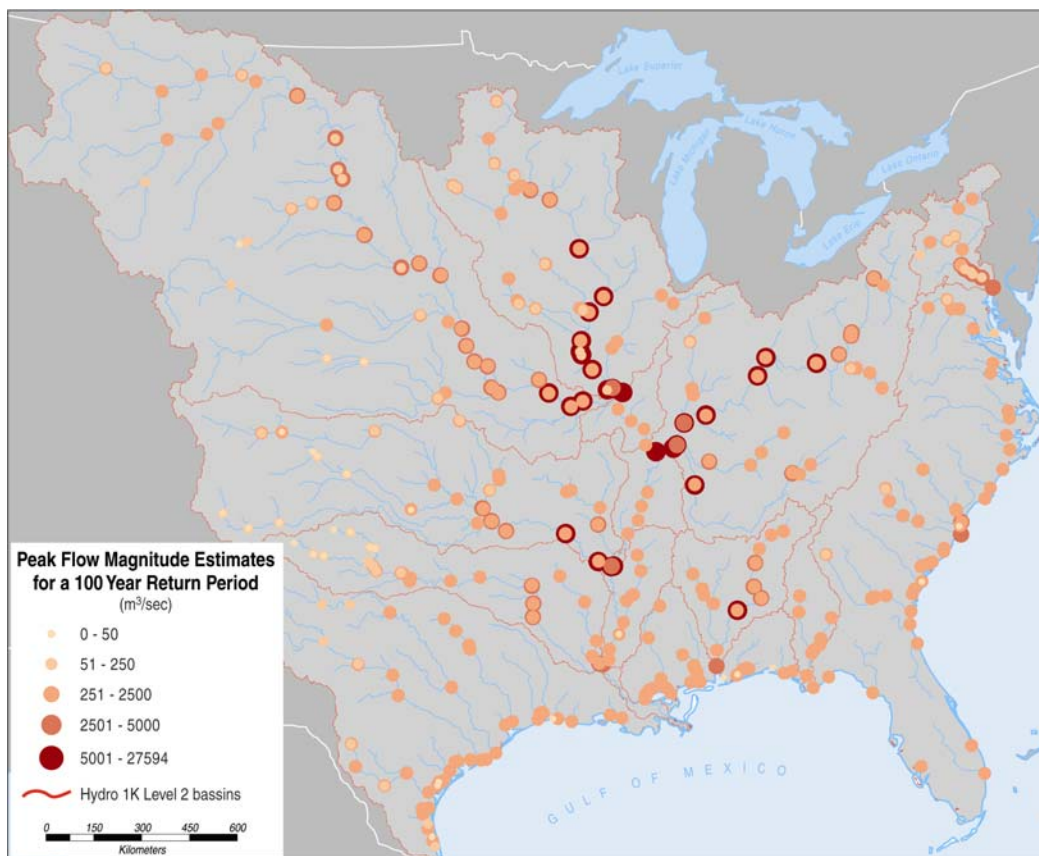 Lake Superior
Lake Michigan
Lake Huron
Lake Ontario
Lake Erie
Peak Flow Magnitude Estimates
for a 100 Year Return Period
(m³/sec)
0 - 50
51 - 250
251 - 2500
2501 - 5000
5001 - 27594
Hydro 1K Level 2 bassins
0 150 300 450 600
Kilometers
GULF OF MEXICO